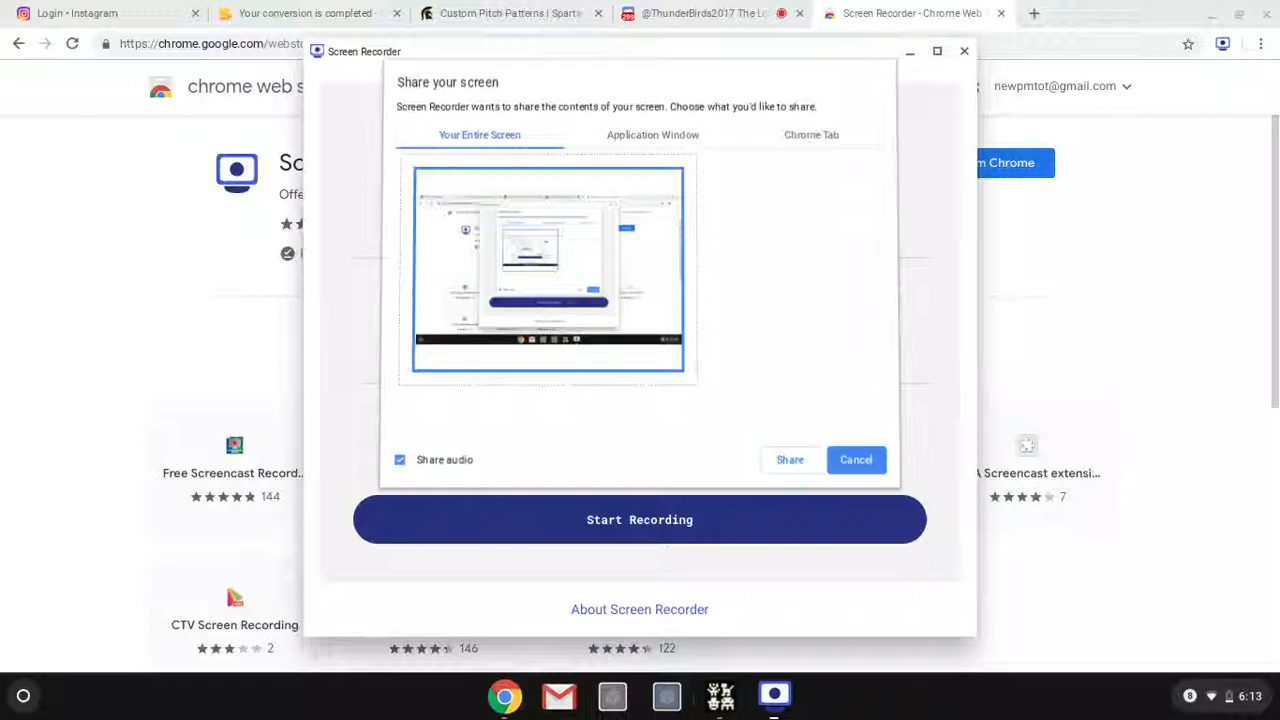 Login · Instagram
Your conversion is completed -
Custom Pitch Patterns | Sparta
@ThunderBirds2017 The Li
Screen Recorder - Chrome Web
https://chrome.google.com/websto
Screen Recorder
chrome web s
newpmtot@gmail.com
Share your screen
Screen Recorder wants to share the contents of your screen. Choose what you'd like to share.
Your Entire Screen
Application Window
Chrome Tab
Sc
m Chrome
Offe
Share audio
Share
Cancel
Free Screencast Record...
144
A Screencast extensi...
7
Start Recording
About Screen Recorder
CTV Screen Recording
2
146
122
8
6:13